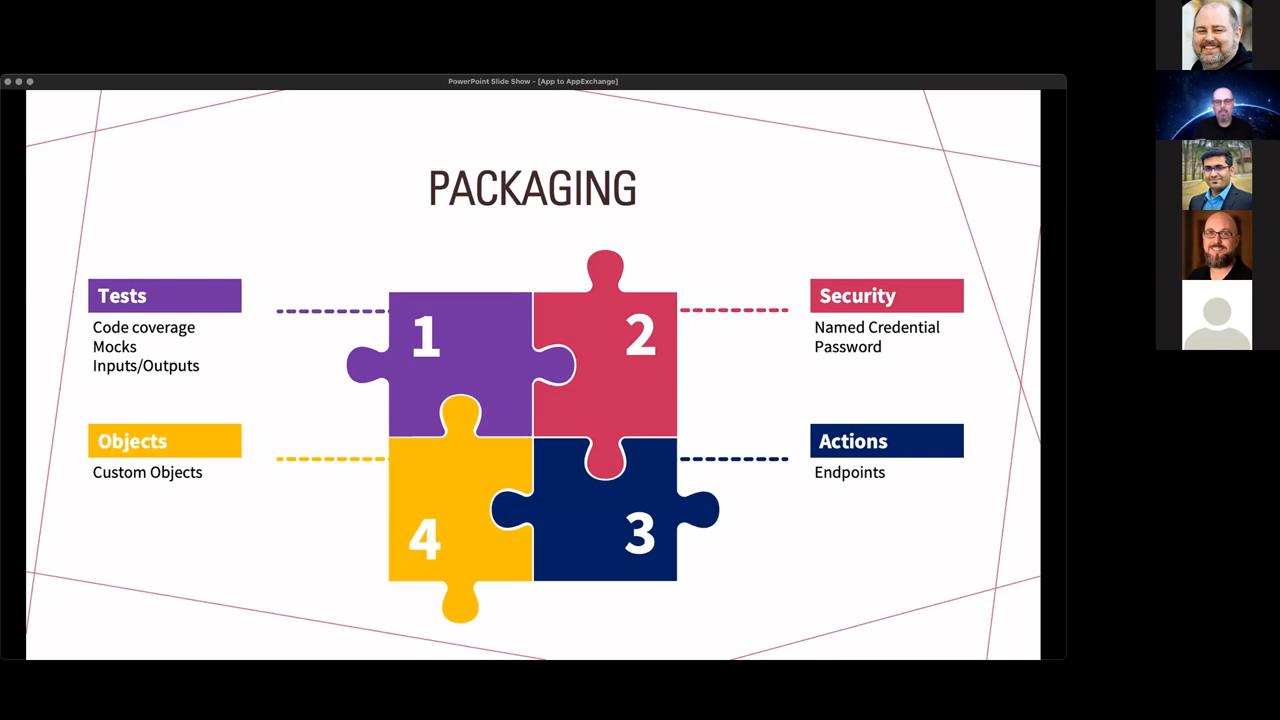 PowerPoint Slide Show - [App to AppExchange]
PACKAGING
Tests
Code coverage
Mocks
Inputs/Outputs
1
2
Security
Named Credential
Password
Objects
Custom Objects
4
3
Actions
Endpoints